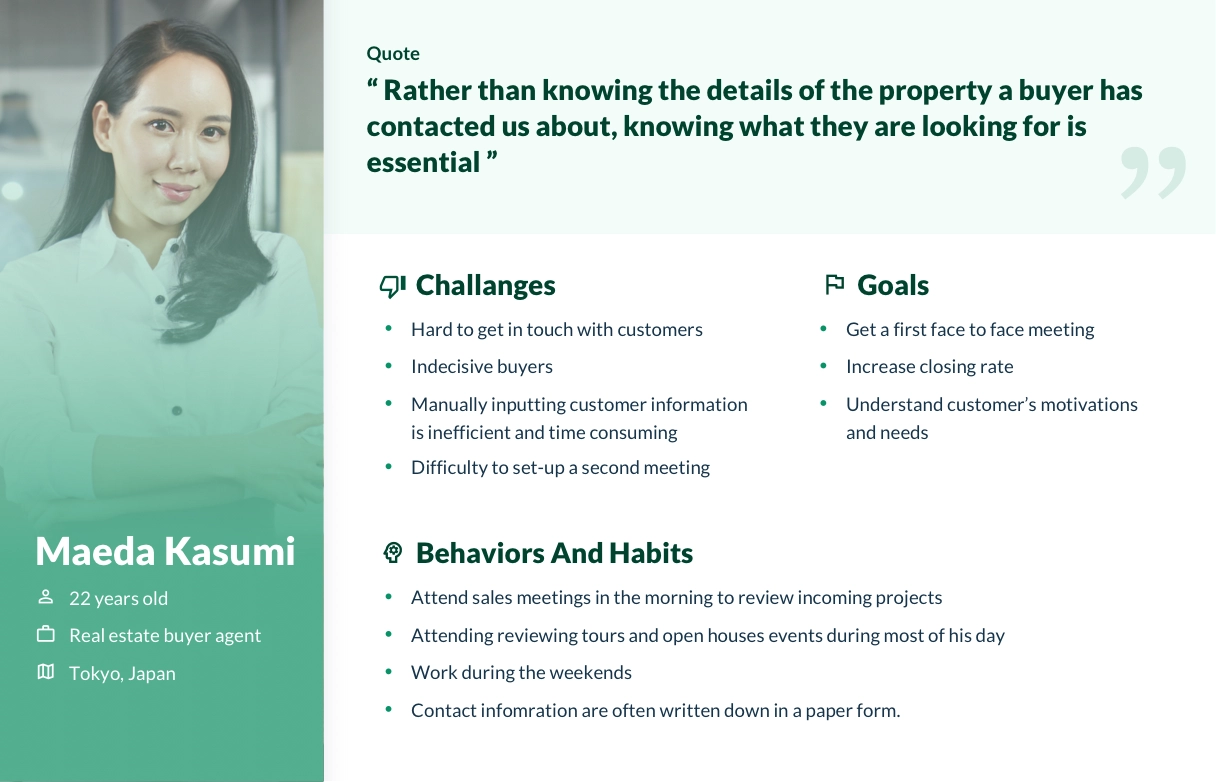 Quote
“ Rather than knowing the details of the property a buyer has
contacted us about, knowing what they are looking for is
essential ”
Challanges
Hard to get in touch with customers
Indecisive buyers
Manually inputting customer information
is inefficient and time consuming
Difficulty to set-up a second meeting
Goals
Get a first face to face meeting
Increase closing rate
Understand customer’s motivations
and needs
Maeda Kasumi
22 years old
Real estate buyer agent
Tokyo, Japan
Behaviors And Habits
Attend sales meetings in the morning to review incoming projects
Attending reviewing tours and open houses events during most of his day
Work during the weekends
Contact infomration are often written down in a paper form.